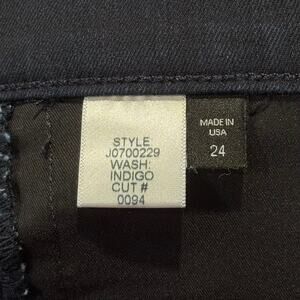 STYLE
J0700229
WASH:
INDIGO
CUT #
0094
MADE IN
USA
24